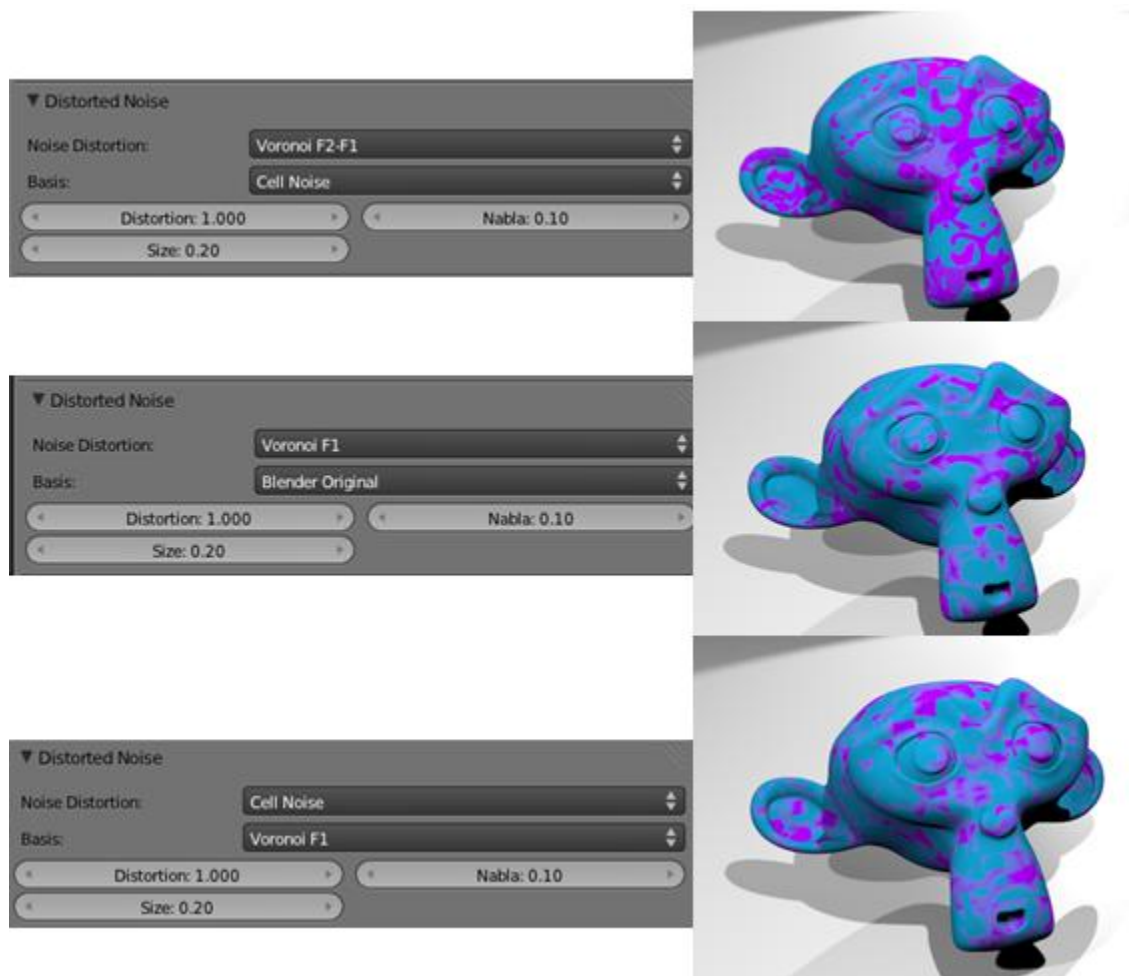 Distorted Noise
Noise Distortion: Voronoi F2-F1
Basis: Cell Noise
Distortion: 1.000 Nabla: 0.10
Size: 0.20
Distorted Noise
Noise Distortion: Voronoi F1
Basis: Blender Original
Distortion: 1.000 Nabla: 0.10
Size: 0.20
Distorted Noise
Noise Distortion: Cell Noise
Basis: Voronoi F1
Distortion: 1.000 Nabla: 0.10
Size: 0.20